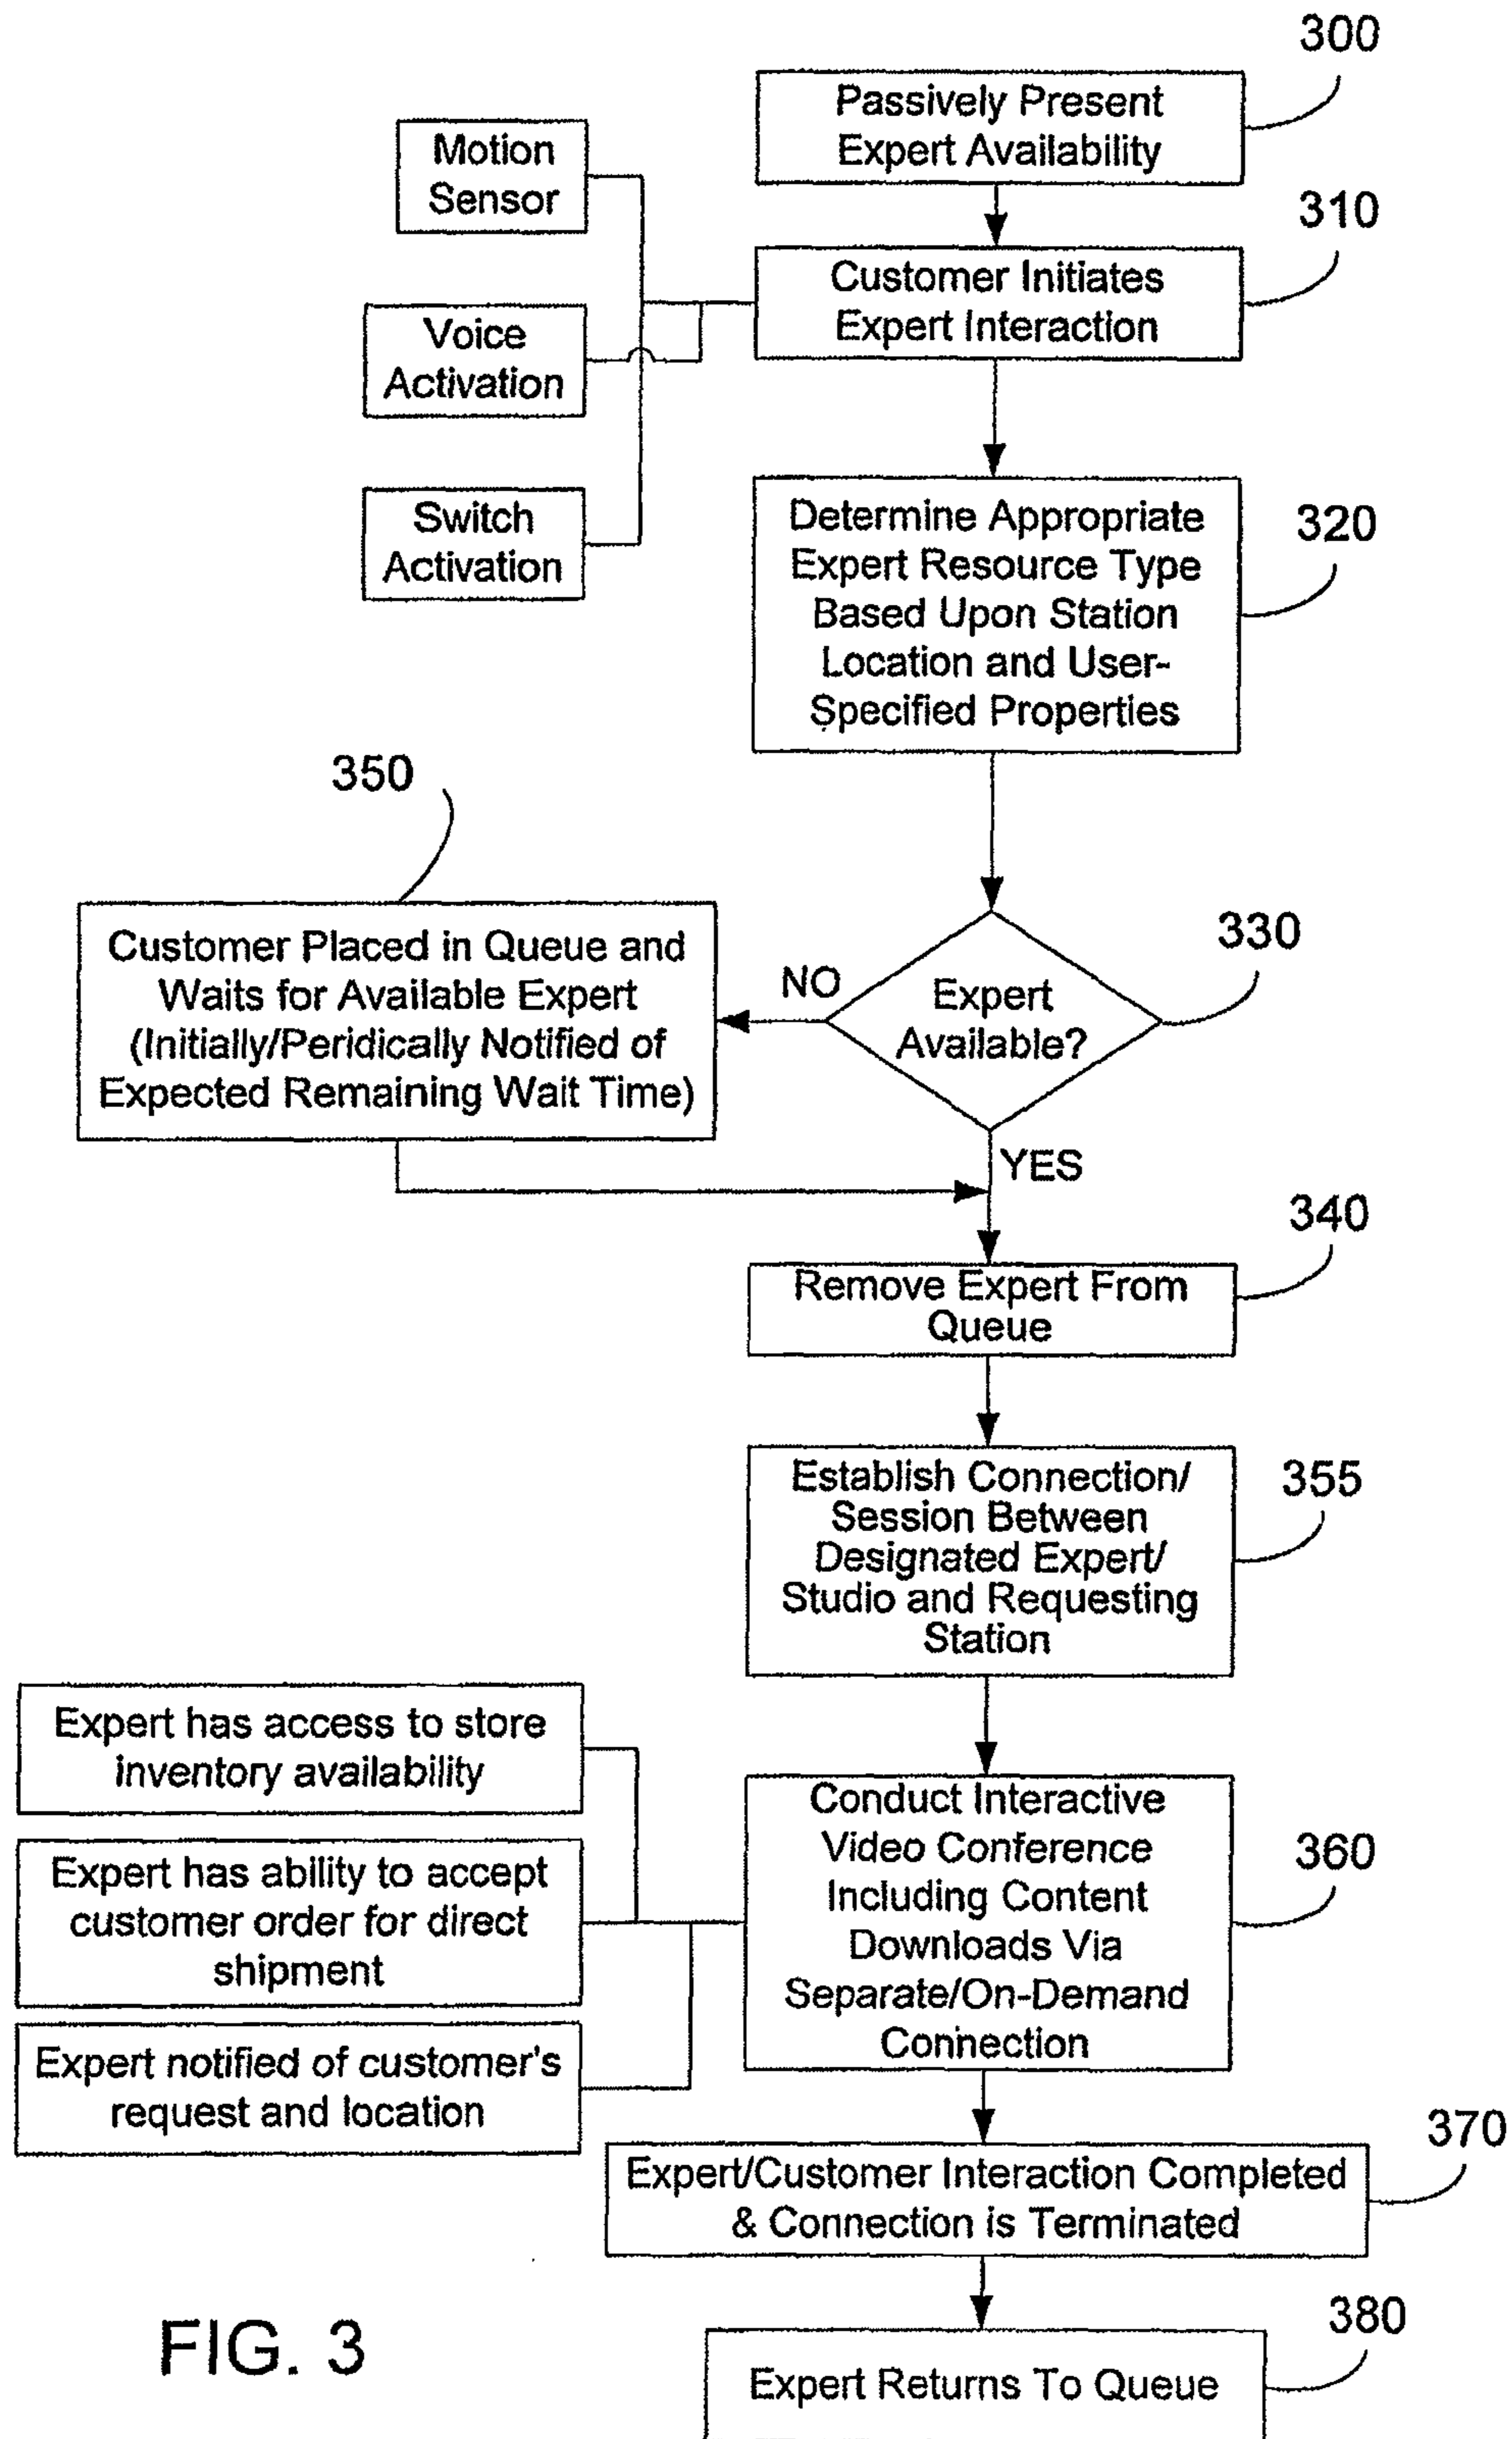 300
Passively Present
Expert Availability
Motion
Sensor
310
Customer Initiates
Expert Interaction
Voice
Activation
Switch
Activation
Determine Appropriate
Expert Resource Type
Based Upon Station
Location and User-
Specified Properties
320
350
Customer Placed in Queue and
Waits for Available Expert
(Initially/Peridically Notified of
Expected Remaining Wait Time)
NO
Expert
Available?
330
YES
340
Remove Expert From
Queue
Establish Connection/
Session Between
Designated Expert/
Studio and Requesting
Station
355
Expert has access to store
inventory availability
Expert has ability to accept
customer order for direct
shipment
Expert notified of customer's
request and location
Conduct Interactive
Video Conference
Including Content
Downloads Via
Separate/On-Demand
Connection
360
370
Expert/Customer Interaction Completed
& Connection is Terminated
380
Expert Returns To Queue
FIG. 3